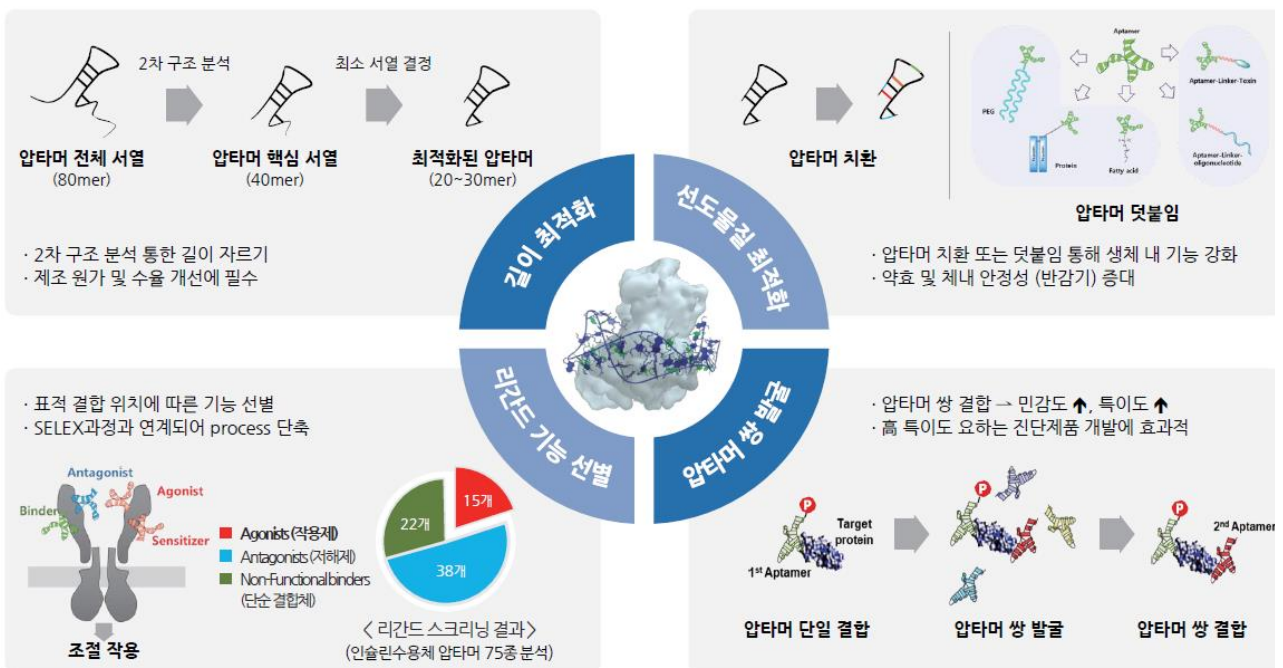 2차 구조 분석
최소 서열 결정
압타머 전체 서열
(80mer)
압타머 핵심 서열
(40mer)
최적화된 압타머
(20~30mer)
· 2차 구조 분석 통한 길이 자르기
· 제조 원가 및 수율 개선에 필수
길이 최적화
압타머 치환
Aptamer
PEG
Protein
Fatty acid
Aptamer-Linker-Toxin
Aptamer-Linker-
oligonucleotide
압타머 덧붙임
· 압타머 치환 또는 덧붙임 통해 생체 내 기능 강화
· 약효 및 체내 안정성 (반감기) 증대
선도물질 최적화
리간드 기능 선별
· 표적 결합 위치에 따른 기능 선별
· SELEX과정과 연계되어 process 단축
Antagonist
Agonist
Binder
Sensitizer
조절 작용
Agonists (작용제)
Antagonists (저해제)
Non-Functional binders
(단순 결합체)
15개
22개
38개
< 리간드 스크리닝 결과 >
(인슐린수용체 압타머 75종 분석)
압타머 쌍 발굴
· 압타머 쌍 결합 → 민감도 ↑, 특이도 ↑
· 高 특이도 요하는 진단제품 개발에 효과적
P
Target
protein
1st Aptamer
P
P
2nd Aptamer
압타머 단일 결합
압타머 쌍 발굴
압타머 쌍 결합